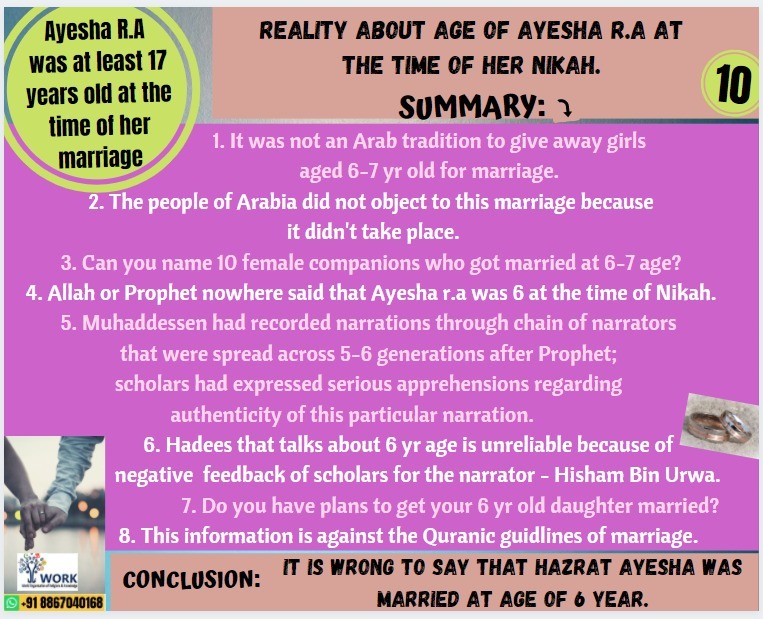 Ayesha R.A
was at least 17
years old at the
time of her
marriage
REALITY ABOUT AGE OF AYESHA R.A AT
THE TIME OF HER NIKAH.
SUMMARY:
10
1. It was not an Arab tradition to give away girls
aged 6-7 yr old for marriage.
2. The people of Arabia did not object to this marriage because
it didn't take place.
3. Can you name 10 female companions who got married at 6-7 age?
4. Allah or Prophet nowhere said that Ayesha r.a was 6 at the time of Nikah.
5. Muhaddessen had recorded narrations through chain of narrators
that were spread across 5-6 generations after Prophet;
scholars had expressed serious apprehensions regarding
authenticity of this particular narration.
6. Hadees that talks about 6 yr age is unreliable because of
negative feedback of scholars for the narrator - Hisham Bin Urwa.
7. Do you have plans to get your 6 yr old daughter married?
8. This information is against the Quranic guidlines of marriage.
WORK
+91 8867040168
CONCLUSION:
IT IS WRONG TO SAY THAT HAZRAT AYESHA WAS
MARRIED AT AGE OF 6 YEAR.